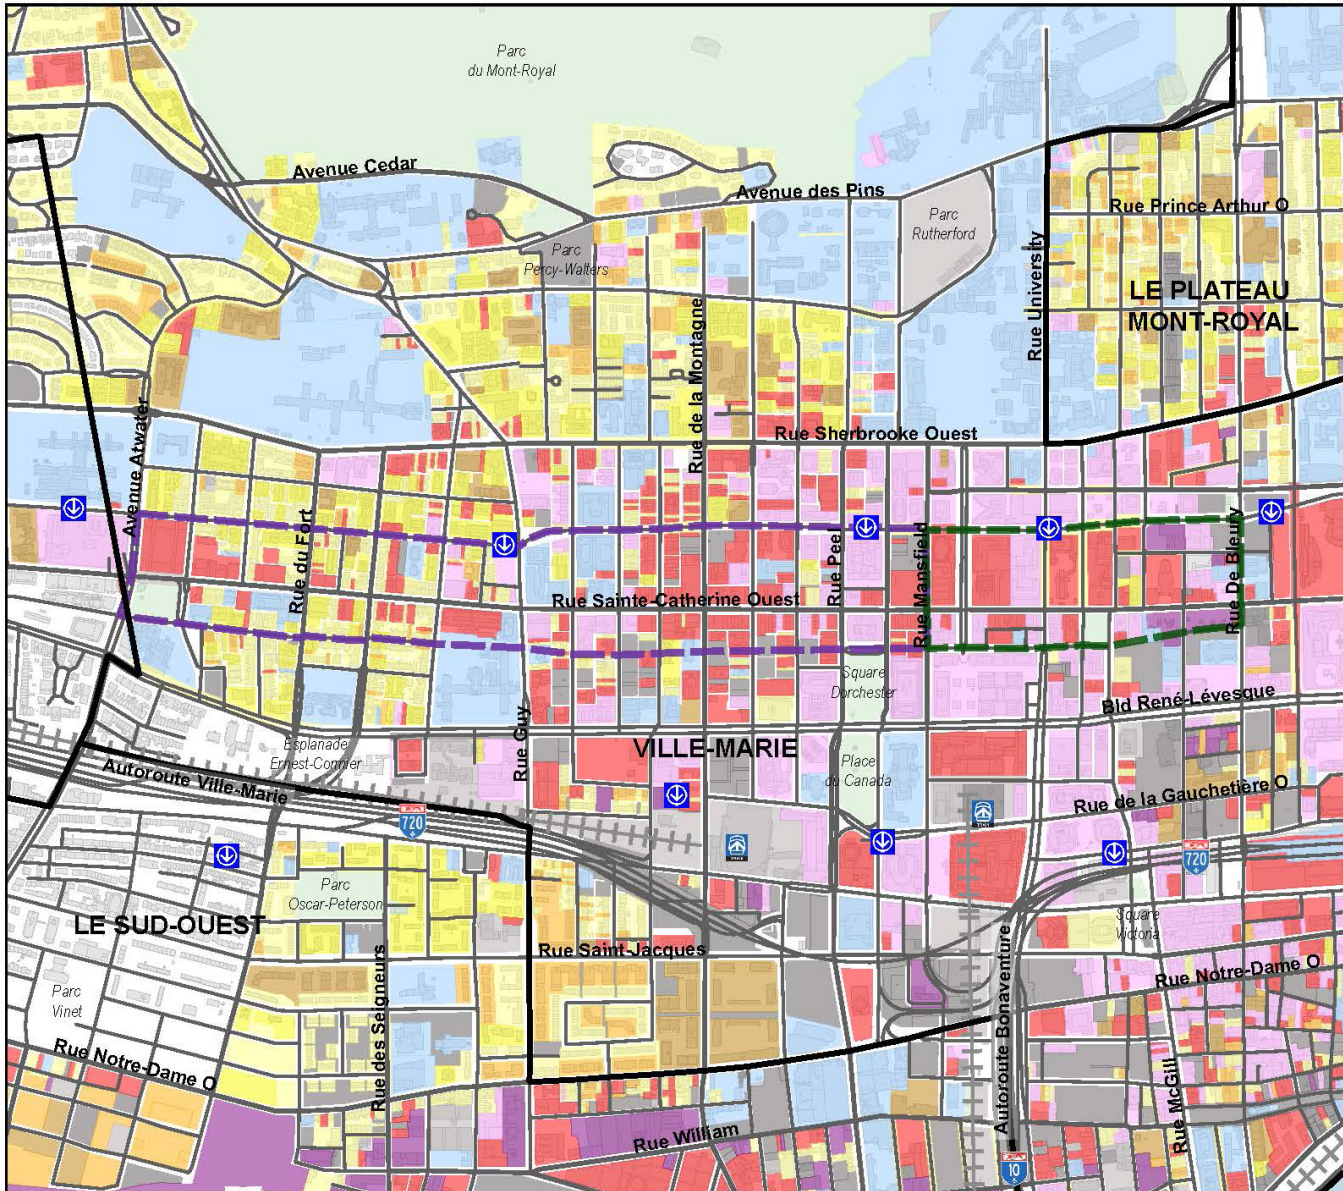 Parc
du Mont-Royal
Avenue Cedar
Avenue des Pins
Rue Prince Arthur O
Parc
Rutherford
Parc
Percy-Walters
Rue University
LE PLATEAU
MONT-ROYAL
Rue de la Montagne
Avenue Atwater
Rue Sherbrooke Ouest
Rue du Fort
Rue Peel
Rue Mansfield
Rue De Bleury
Rue Sainte-Catherine Ouest
Square
Dorchester
Bld René-Lévesque
Rue Guy
VILLE-MARIE
Esplanade
Ernest-Cormier
Place
du Canada
Autoroute Ville-Marie
Rue de la Gauchetière O
720
720
Parc
Oscar-Peterson
LE SUD-OUEST
Square
Victoria
Rue Saint-Jacques
Rue Notre-Dame O
Parc
Vinet
Rue des Seigneurs
Autoroute Bonaventure
Rue Notre-Dame O
Rue McGill
Rue William
10